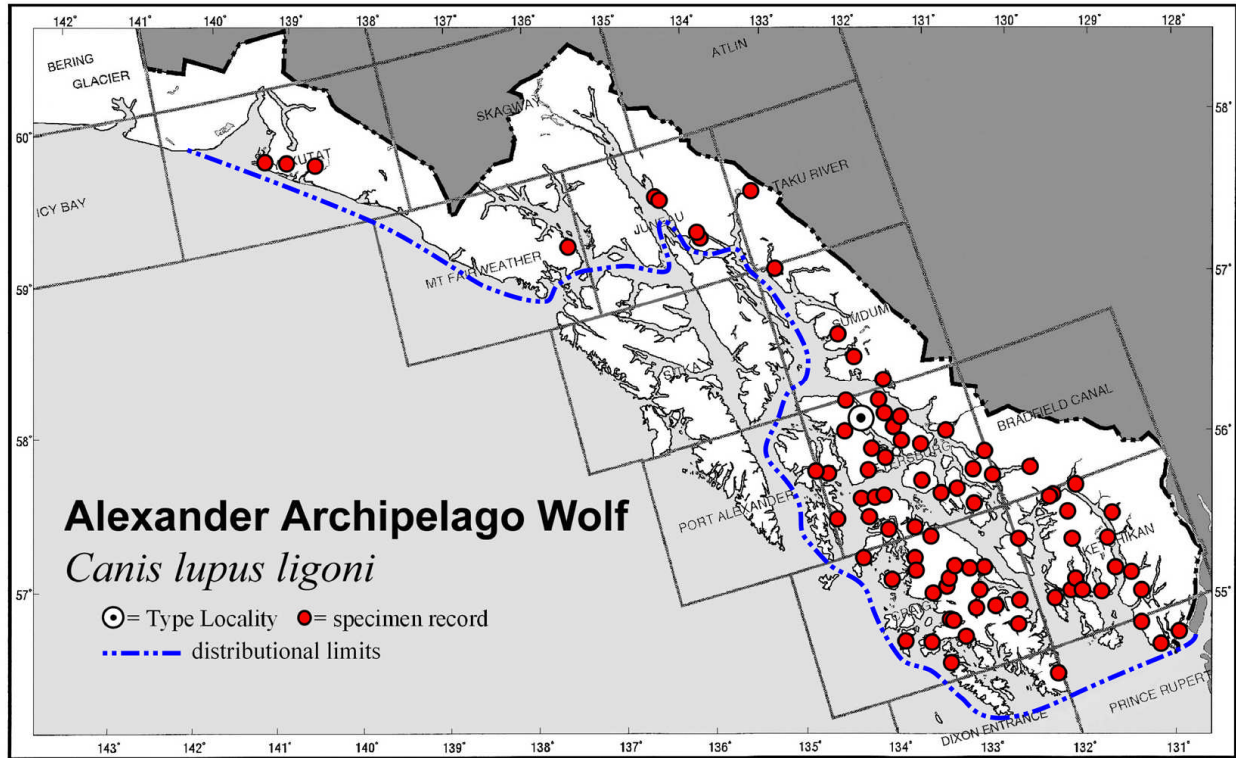 142° 141° 140° 139° 138° 137° 136° 135° 134° 133° 132° 131° 130° 129° 128°
BERING
GLACIER
ATLIN
SKAGWAY
58°
60°
YAKUTAT
TAKU RIVER
ICY BAY
JUNEAU
MT FAIRWEATHER
57°
59°
SUMDUM
SITKA
BRADFIELD CANAL
56°
58°
PETERSBURG
PORT ALEXANDER
Alexander Archipelago Wolf
KETCHIKAN
Canis lupus ligoni
57°
55°
CRAIG
= Type Locality = specimen record
distributional limits
PRINCE RUPERT
DIXON ENTRANCE
143° 142° 141° 140° 139° 138° 137° 136° 135° 134° 133° 132° 131°